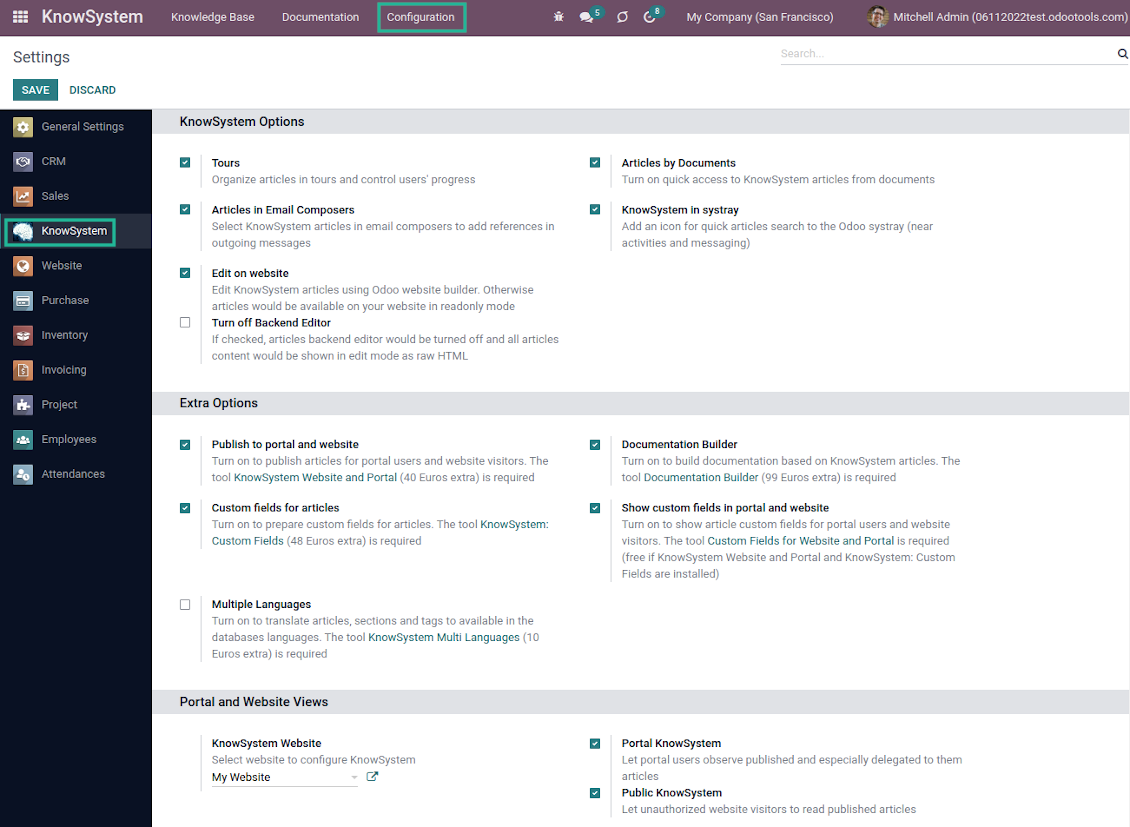 KnowSystem Knowledge Base Documentation Configuration 5 8 My Company (San Francisco) Mitchell Admin (06112022test.odootools.com)
Settings
Search...
SAVE DISCARD
General Settings
CRM
Sales
KnowSystem
Website
Purchase
Inventory
Invoicing
Project
Employees
Attendances
KnowSystem Options
Tours
Organize articles in tours and control users' progress
Articles by Documents
Turn on quick access to KnowSystem articles from documents
Articles in Email Composers
Select KnowSystem articles in email composers to add references in
outgoing messages
KnowSystem in systray
Add an icon for quick articles search to the Odoo systray (near
activities and messaging)
Edit on website
Edit KnowSystem articles using Odoo website builder. Otherwise
articles would be available on your website in readonly mode
Turn off Backend Editor
If checked, articles backend editor would be turned off and all articles
content would be shown in edit mode as raw HTML
Extra Options
Publish to portal and website
Turn on to publish articles for portal users and website visitors. The
tool KnowSystem Website and Portal (40 Euros extra) is required
Documentation Builder
Turn on to build documentation based on KnowSystem articles. The
tool Documentation Builder (99 Euros extra) is required
Custom fields for articles
Turn on to prepare custom fields for articles. The tool KnowSystem:
Custom Fields (48 Euros extra) is required
Show custom fields in portal and website
Turn on to show article custom fields for portal users and website
visitors. The tool Custom Fields for Website and Portal is required
(free if KnowSystem Website and Portal and KnowSystem: Custom
Fields are installed)
Multiple Languages
Turn on to translate articles, sections and tags to available in the
databases languages. The tool KnowSystem Multi Languages (10
Euros extra) is required
Portal and Website Views
KnowSystem Website
Select website to configure KnowSystem
My Website
Portal KnowSystem
Let portal users observe published and especially delegated to them
articles
Public KnowSystem
Let unauthorized website visitors to read published articles